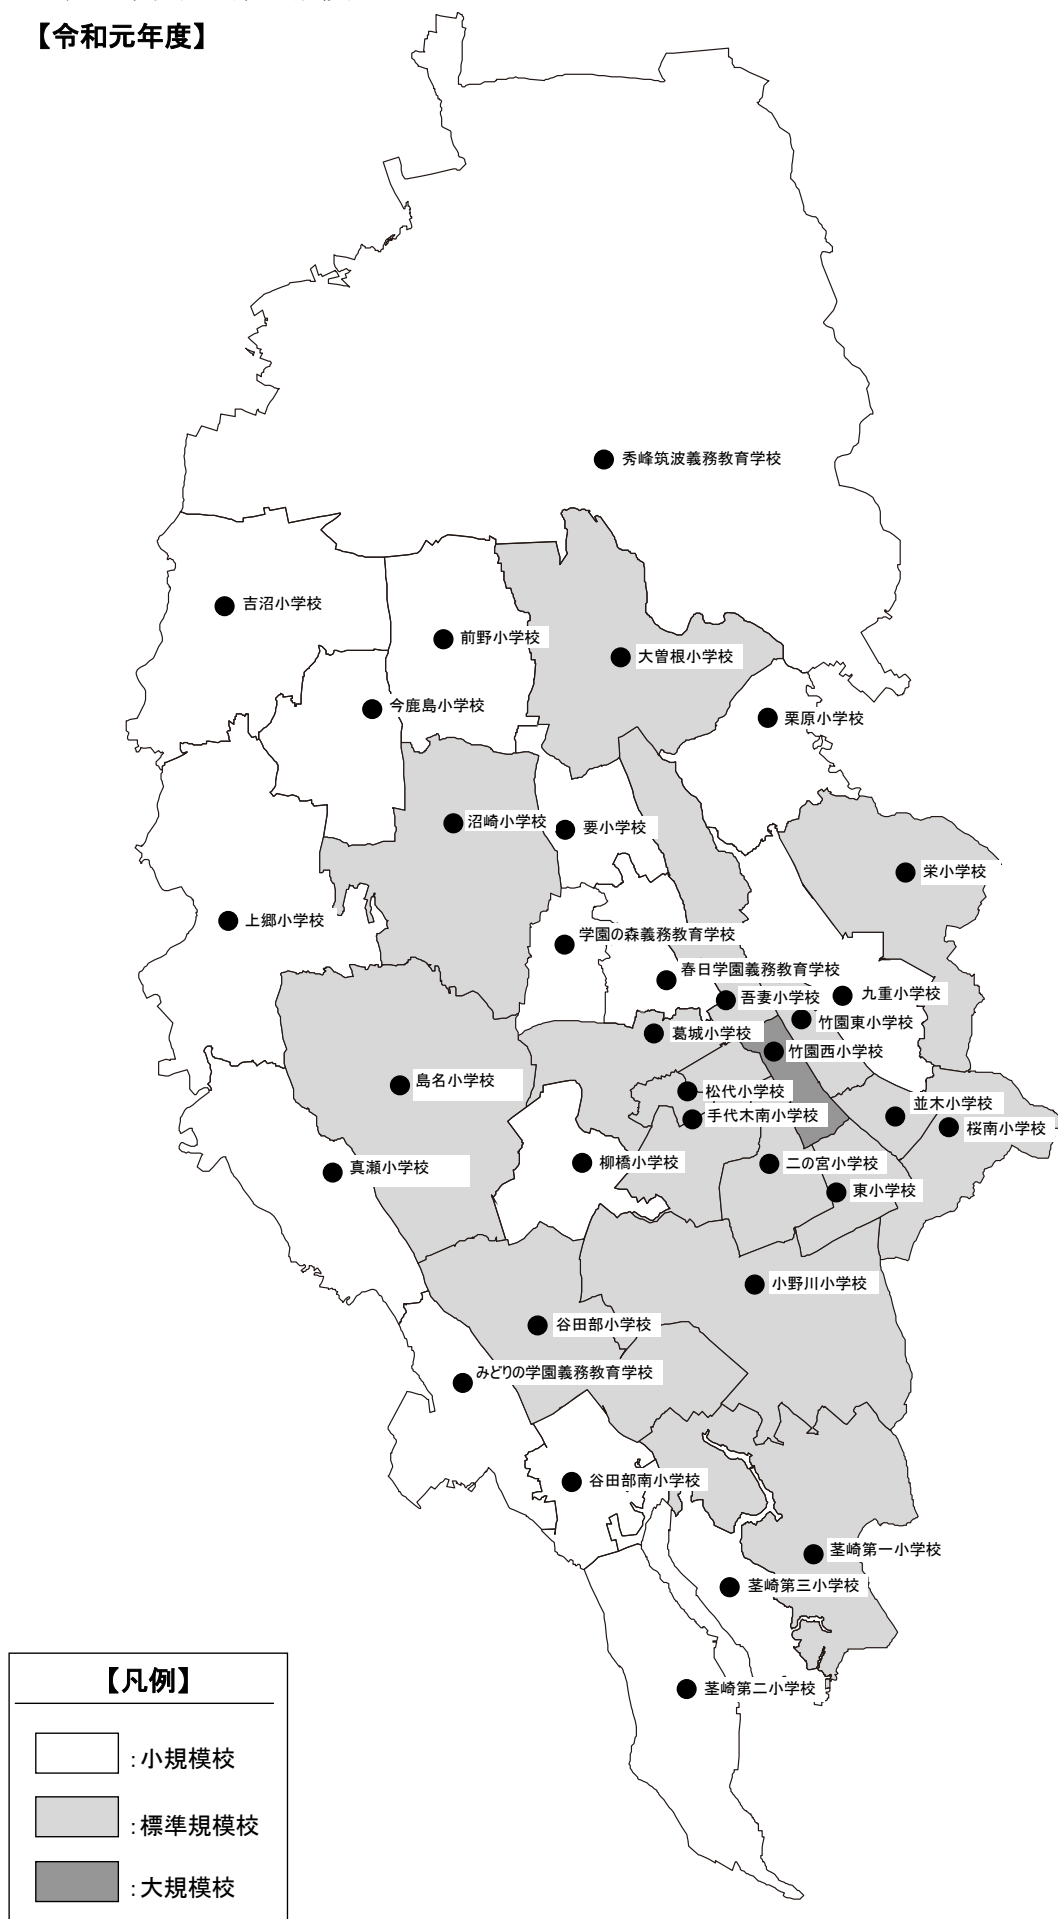 【令和元年度】
秀峰筑波義務教育学校
吉沼小学校
前野小学校
大曽根小学校
今鹿島小学校
栗原小学校
沼崎小学校
要小学校
栄小学校
上郷小学校
学園の森義務教育学校
春日学園義務教育学校
吾妻小学校
九重小学校
竹園東小学校
葛城小学校
竹園西小学校
島名小学校
松代小学校
並木小学校
手代木南小学校
桜南小学校
真瀬小学校
柳橋小学校
二の宮小学校
東小学校
小野川小学校
谷田部小学校
みどりの学園義務教育学校
谷田部南小学校
茎崎第一小学校
茎崎第三小学校
茎崎第二小学校
【凡例】
：小規模校
：標準規模校
：大規模校